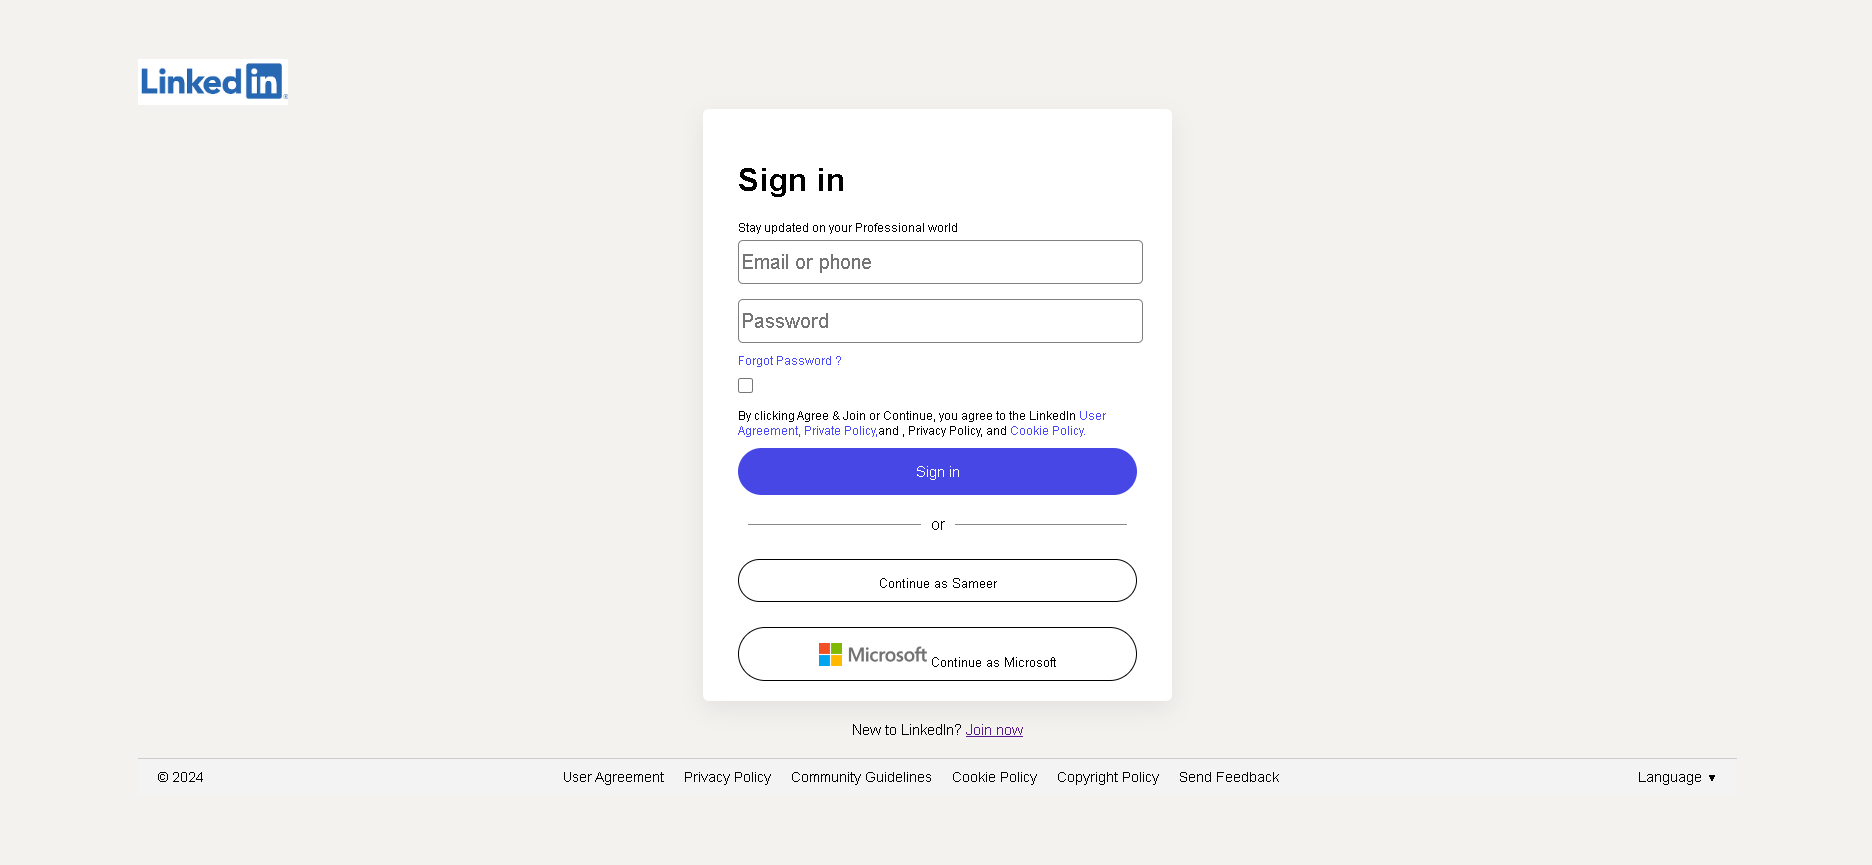 Linked in
Sign in
Stay updated on your Professional world
Email or phone
Password
Forgot Password ?
By clicking Agree & Join or Continue, you agree to the LinkedIn User
Agreement, Private Policy,and , Privacy Policy, and Cookie Policy.
Sign in
or
Continue as Sameer
Microsoft Continue as Microsoft
New to LinkedIn? Join now
© 2024 User Agreement Privacy Policy Community Guidelines Cookie Policy Copyright Policy Send Feedback Language ▼